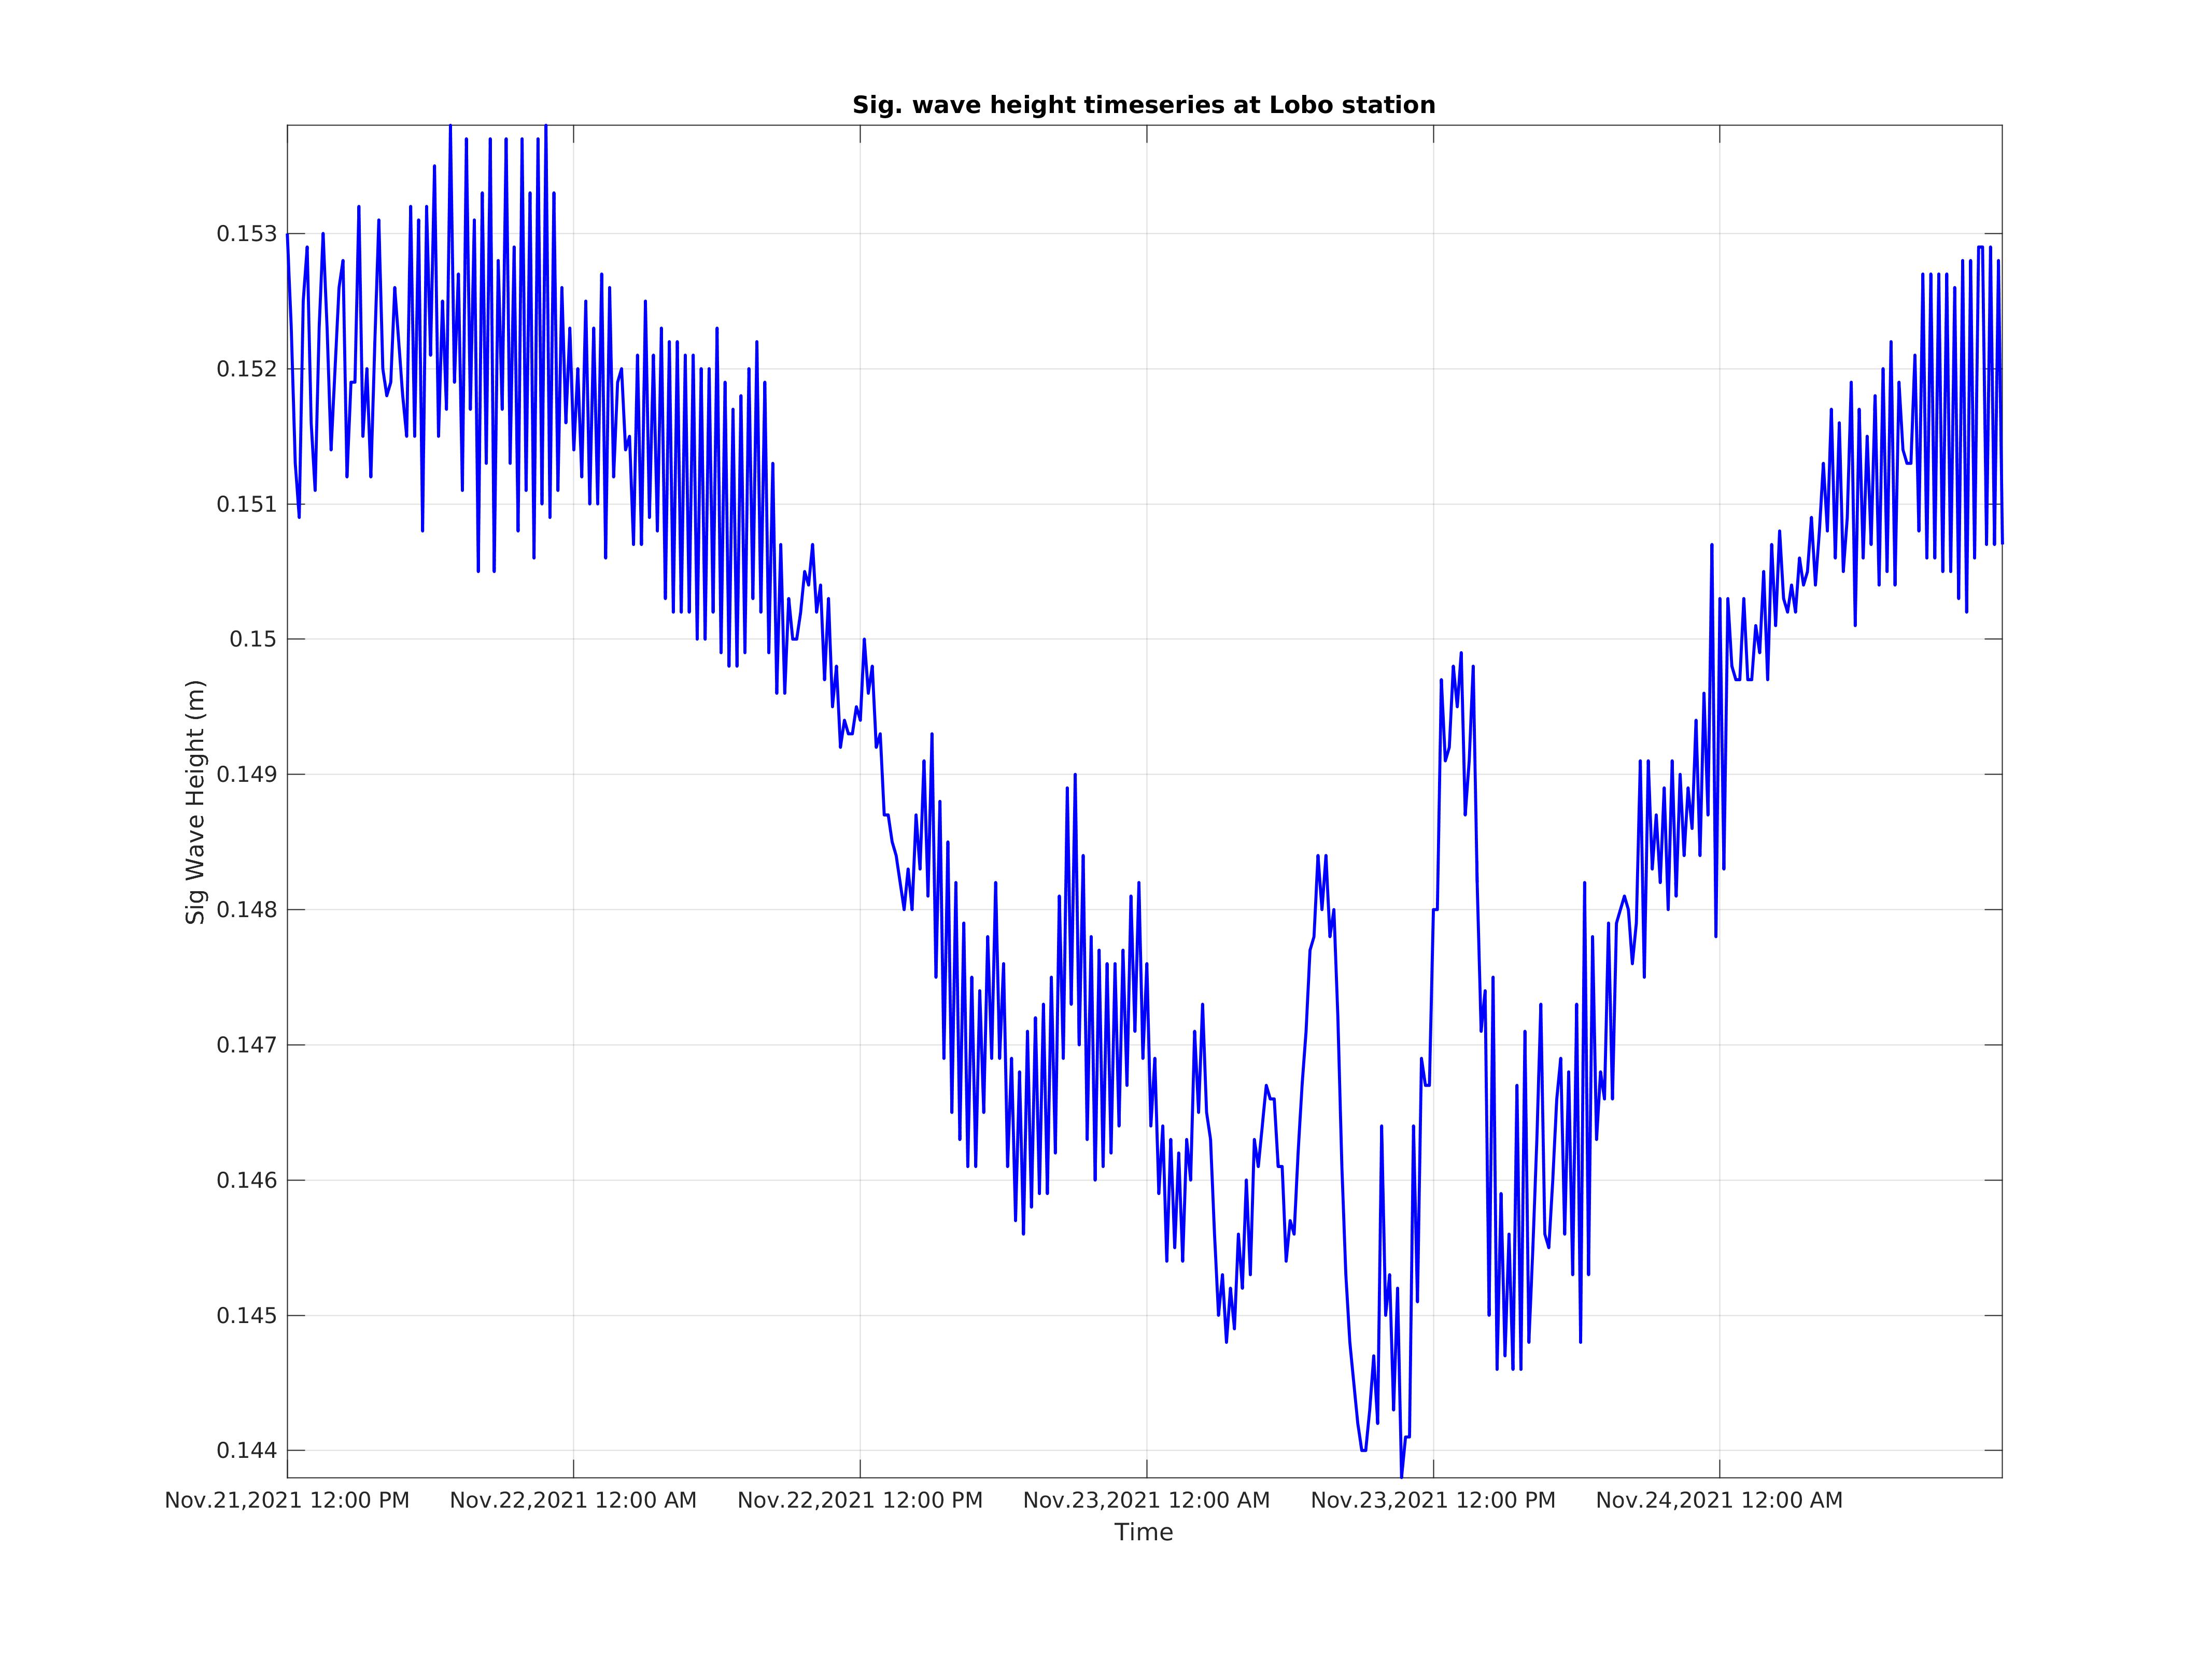 Sig. wave height timeseries at Lobo station
0.153
0.152
0.151
0.15
0.149
0.148
0.147
0.146
0.145
0.144
Sig Wave Height (m)
Nov.21,2021 12:00 PM
Nov.22,2021 12:00 AM
Nov.22,2021 12:00 PM
Nov.23,2021 12:00 AM
Nov.23,2021 12:00 PM
Nov.24,2021 12:00 AM
Time